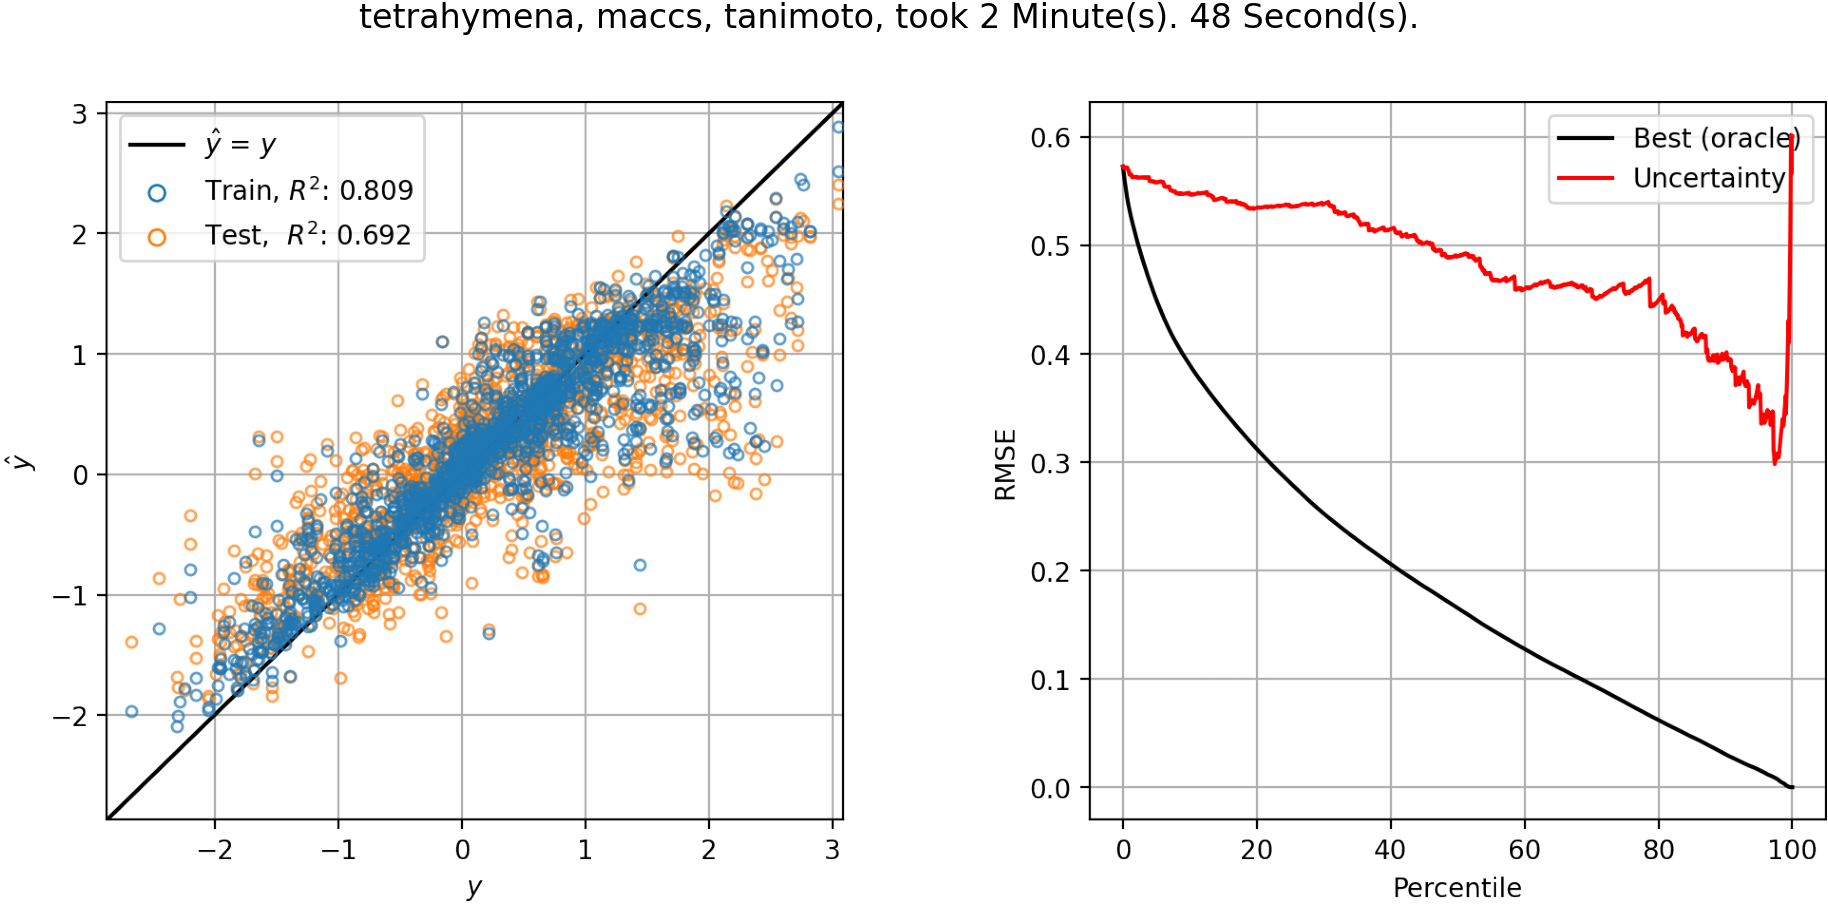 tetrahymena, maccs, tanimoto, took 2 Minute(s). 48 Second(s).
ŷ = y
Train, R²: 0.809
Test, R²: 0.692
3
2
1
0
−1
−2
ŷ
−2 −1 0 1 2 3
y
Best (oracle)
Uncertainty
0.6
0.5
0.4
0.3
0.2
0.1
0.0
RMSE
0 20 40 60 80 100
Percentile